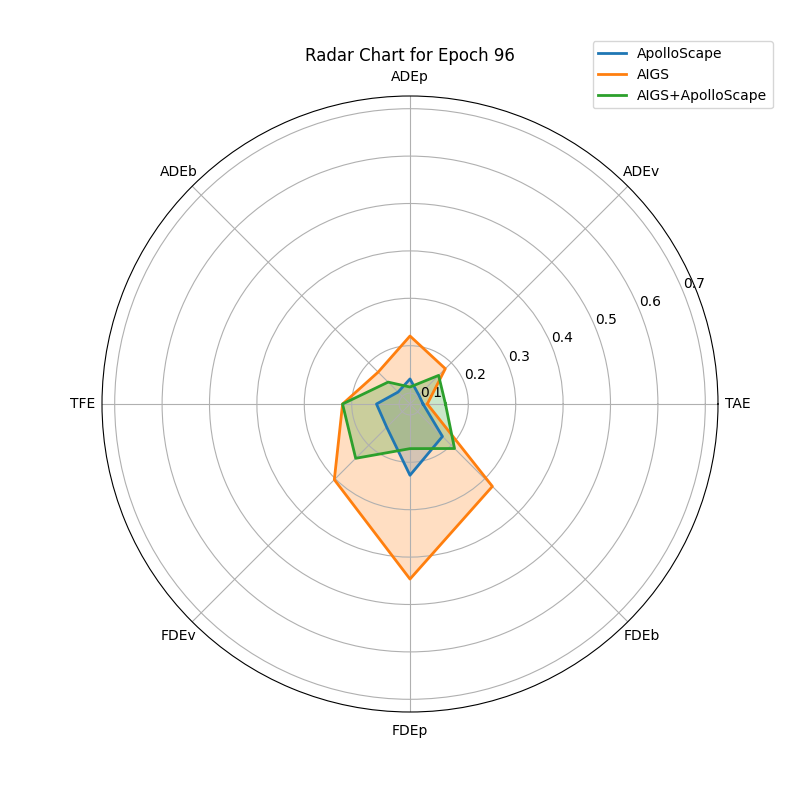 Radar Chart for Epoch 96
ApolloScape
AIGS
AIGS+ApolloScape
ADEp
ADEb
ADEv
0.7
0.6
0.5
0.4
0.3
0.2
0.1
TFE
TAE
FDEv
FDEb
FDEp